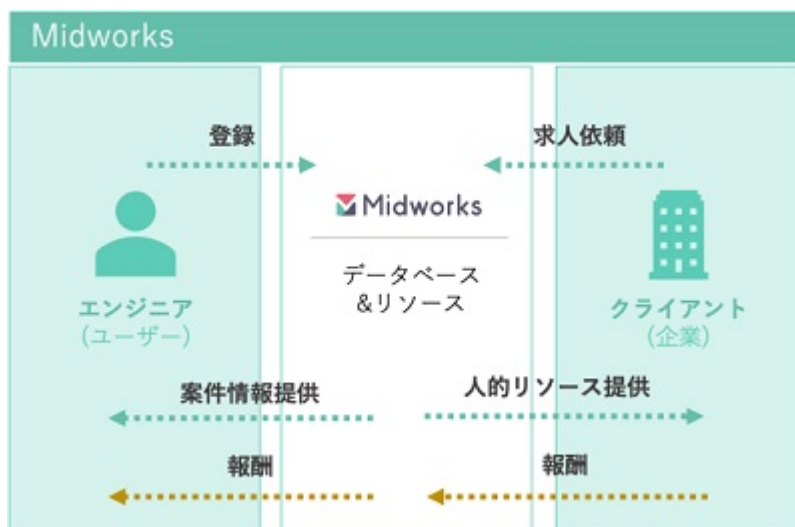 Midworks
登録
求人依頼
Midworks
データベース
&リソース
エンジニア
(ユーザー)
クライアント
(企業)
案件情報提供
人的リソース提供
報酬
報酬